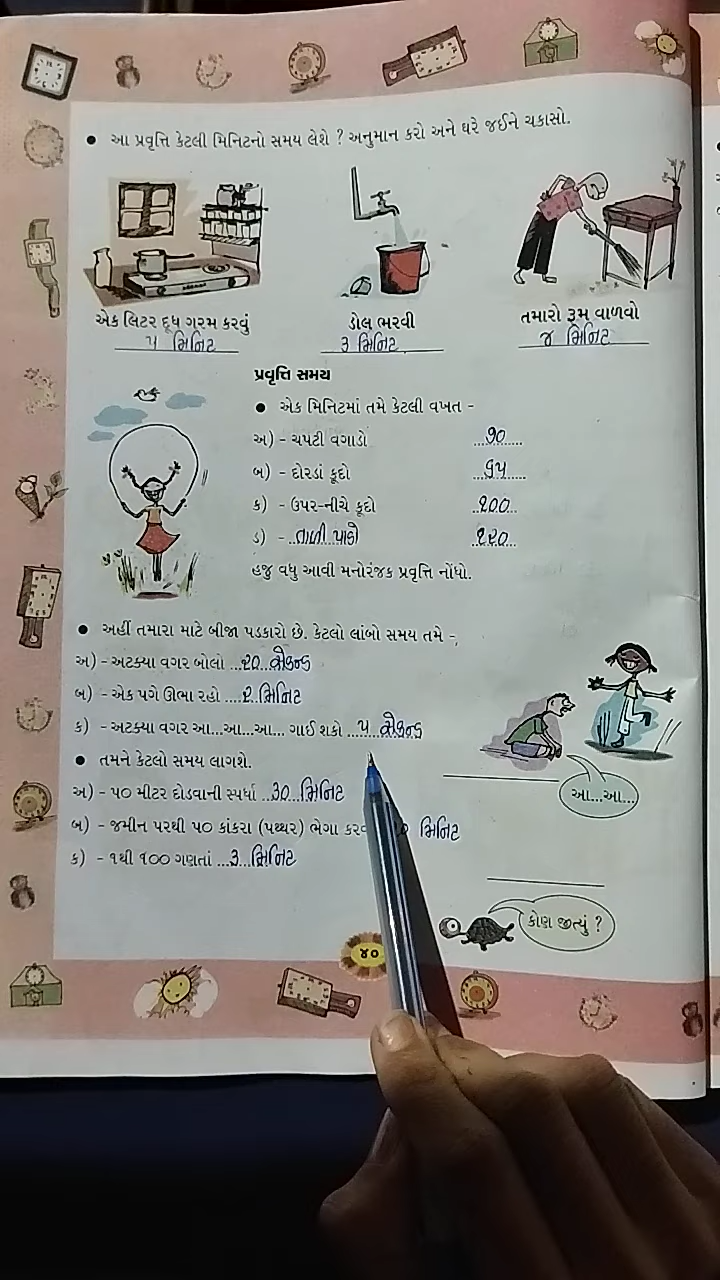 ● આ પ્રવૃત્તિ કેટલી મિનિટનો સમય લેશે ? અનુમાન કરો અને ઘરે જઈને ચકાસો.
એક લિટર દૂધ ગરમ કરવું ડોલ ભરવી તમારો રૂમ વાળવો
૫ મિનિટ ૩ મિનિટ ૪ મિનિટ
પ્રવૃત્તિ સમય
● એક મિનિટમાં તમે કેટલી વખત -
અ) - ચપટી વગાડો ...૭૦......
બ) - દોરડાં કૂદો ....૬૫....
ક) - ઉપર-નીચે કૂદો ..૨૦૦...
ડ) - ..તાળી પાડો ..૧૨૦...
હજુ વધુ આવી મનોરંજક પ્રવૃત્તિ નોંધો.
● અહીં તમારા માટે બીજા પડકારો છે. કેટલો લાંબો સમય તમે -
અ) - અટક્યા વગર બોલો ...૨૦...સેકન્ડ
બ) - એક પગે ઊભા રહો ....૨ મિનિટ
ક) - અટક્યા વગર આ...આ...આ... ગાઈ શકો ...૫...સેકન્ડ
● તમને કેટલો સમય લાગશે.
આ...આ...
અ) - ૫૦ મીટર દોડવાની સ્પર્ધા ...૩૦...મિનિટ
બ) - જમીન પરથી ૫૦ કાંકરા (પથ્થર) ભેગા મિનિટ
ક) - ૧થી ૧૦૦ ગણતાં ...૩...મિનિટ
કોણ જીત્યું ?
૪૦